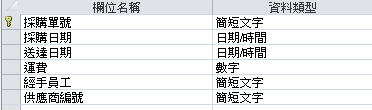 欄位名稱 資料類型
採購單號 簡短文字
採購日期 日期/時間
送達日期 日期/時間
運費 數字
經手員工 簡短文字
供應商編號 簡短文字